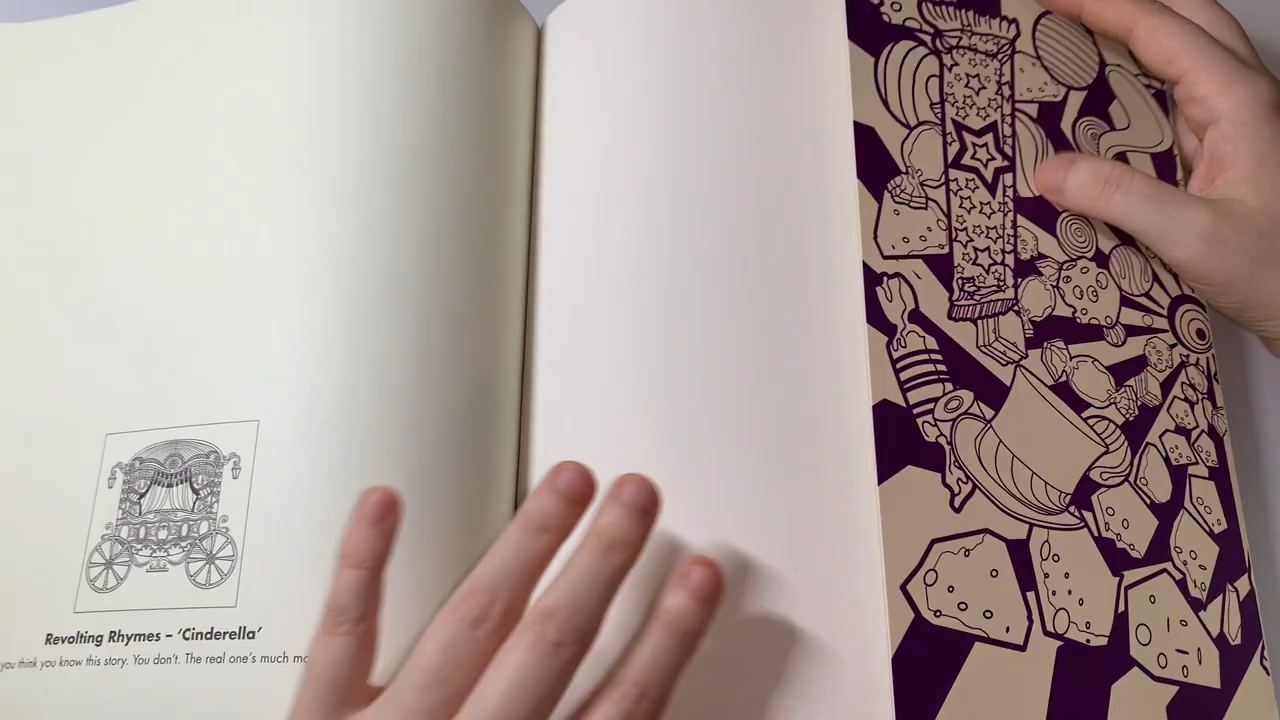 Revolting Rhymes – ‘Cinderella’
you think you know this story. You don't. The real one's much